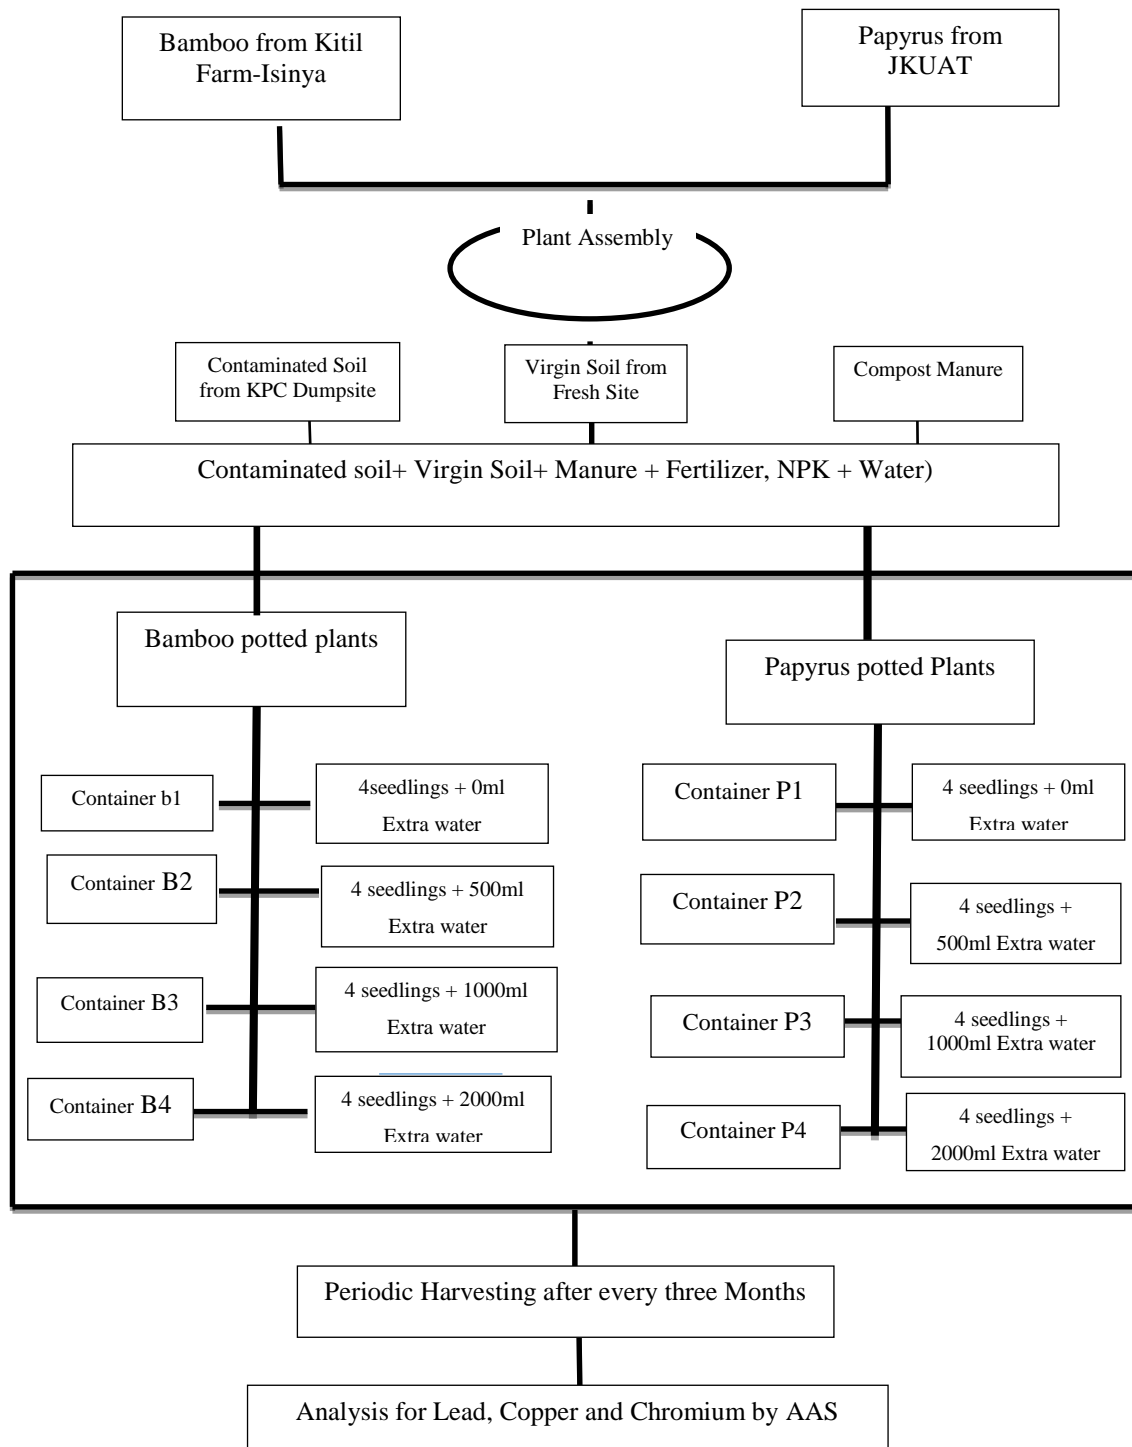 Bamboo from Kitil
Farm-Isinya
Papyrus from
JKUAT
Plant Assembly
Contaminated Soil
from KPC Dumpsite
Virgin Soil from
Fresh Site
Compost Manure
Contaminated soil+ Virgin Soil+ Manure + Fertilizer, NPK + Water)
Bamboo potted plants
Papyrus potted Plants
Container b1
4seedlings + 0ml
Extra water
Container B2
4 seedlings + 500ml
Extra water
Container B3
4 seedlings + 1000ml
Extra water
Container B4
4 seedlings + 2000ml
Extra water
Container P1
4 seedlings + 0ml
Extra water
Container P2
4 seedlings +
500ml Extra water
Container P3
4 seedlings +
1000ml Extra water
Container P4
4 seedlings +
2000ml Extra water
Periodic Harvesting after every three Months
Analysis for Lead, Copper and Chromium by AAS